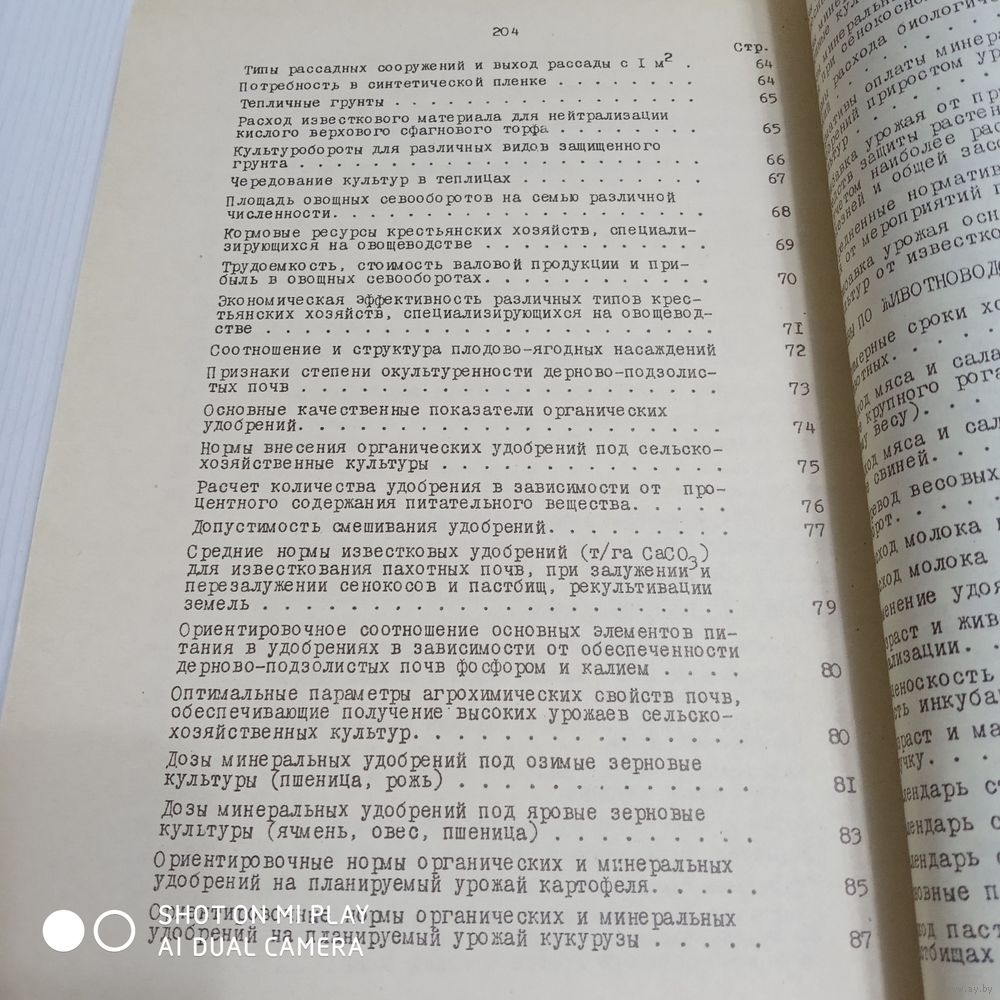 204
Стр.
Типы рассадных сооружений и выход рассады с I м2 . 64
Потребность в синтетической пленке . . . . . . . . . 64
Тепличные грунты . . . . . . . . . . . . . . . . . 65
Расход известкового материала для нейтрализации
кислого верхового сфагнового торфа . . . . . . . . 65
Культуробороты для различных видов защищенного
грунта . . . . . . . . . . . . . . . . . . . . . . 66
Чередование культур в теплицах . . . . . . . . . . 67
Площадь овощных севооборотов на семью различной
численности. . . . . . . . . . . . . . . . . . . . 68
Кормовые ресурсы крестьянских хозяйств, специали-
зирующихся на овощеводстве . . . . . . . . . . . . 69
Трудоемкость, стоимость валовой продукции и при-
быль в овощных севооборотах. . . . . . . . . . . . 70
Экономическая эффективность различных типов крес-
тьянских хозяйств, специализирующихся на овощевод-
стве . . . . . . . . . . . . . . . . . . . . . . . 71
Соотношение и структура плодово-ягодных насаждений 72
Признаки степени окультуренности дерново-подзолис-
тых почв . . . . . . . . . . . . . . . . . . . . . 73
Основные качественные показатели органических
удобрений. . . . . . . . . . . . . . . . . . . . . 74
Нормы внесения органических удобрений под сельско-
хозяйственные культуры . . . . . . . . . . . . . . 75
Расчет количества удобрения в зависимости от про-
центного содержания питательного вещества. . . . . 76
Допустимость смешивания удобрений. . . . . . . . . 77
Средние нормы известковых удобрений (т/га CaCO3)
для известкования пахотных почв, при залужении и
перезалужении сенокосов и пастбищ, рекультивации
земель . . . . . . . . . . . . . . . . . . . . . . 79
Ориентировочное соотношение основных элементов пи-
тания в удобрениях в зависимости от обеспеченности
дерново-подзолистых почв фосфором и калием . . . . 80
Оптимальные параметры агрохимических свойств почв,
обеспечивающие получение высоких урожаев сельско-
хозяйственных культур. . . . . . . . . . . . . . . 80
Дозы минеральных удобрений под озимые зерновые
культуры (пшеница, рожь) . . . . . . . . . . . . . 81
Дозы минеральных удобрений под яровые зерновые
культуры (ячмень, овес, пшеница) . . . . . . . . . 83
Ориентировочные нормы органических и минеральных
удобрений на планируемый урожай картофеля. . . . . 85
Ориентировочные нормы органических и минеральных
удобрений на планируемый урожай кукурузы . . . . . 87
SHOT ON MI PLAY
AI DUAL CAMERA
www.ay.by